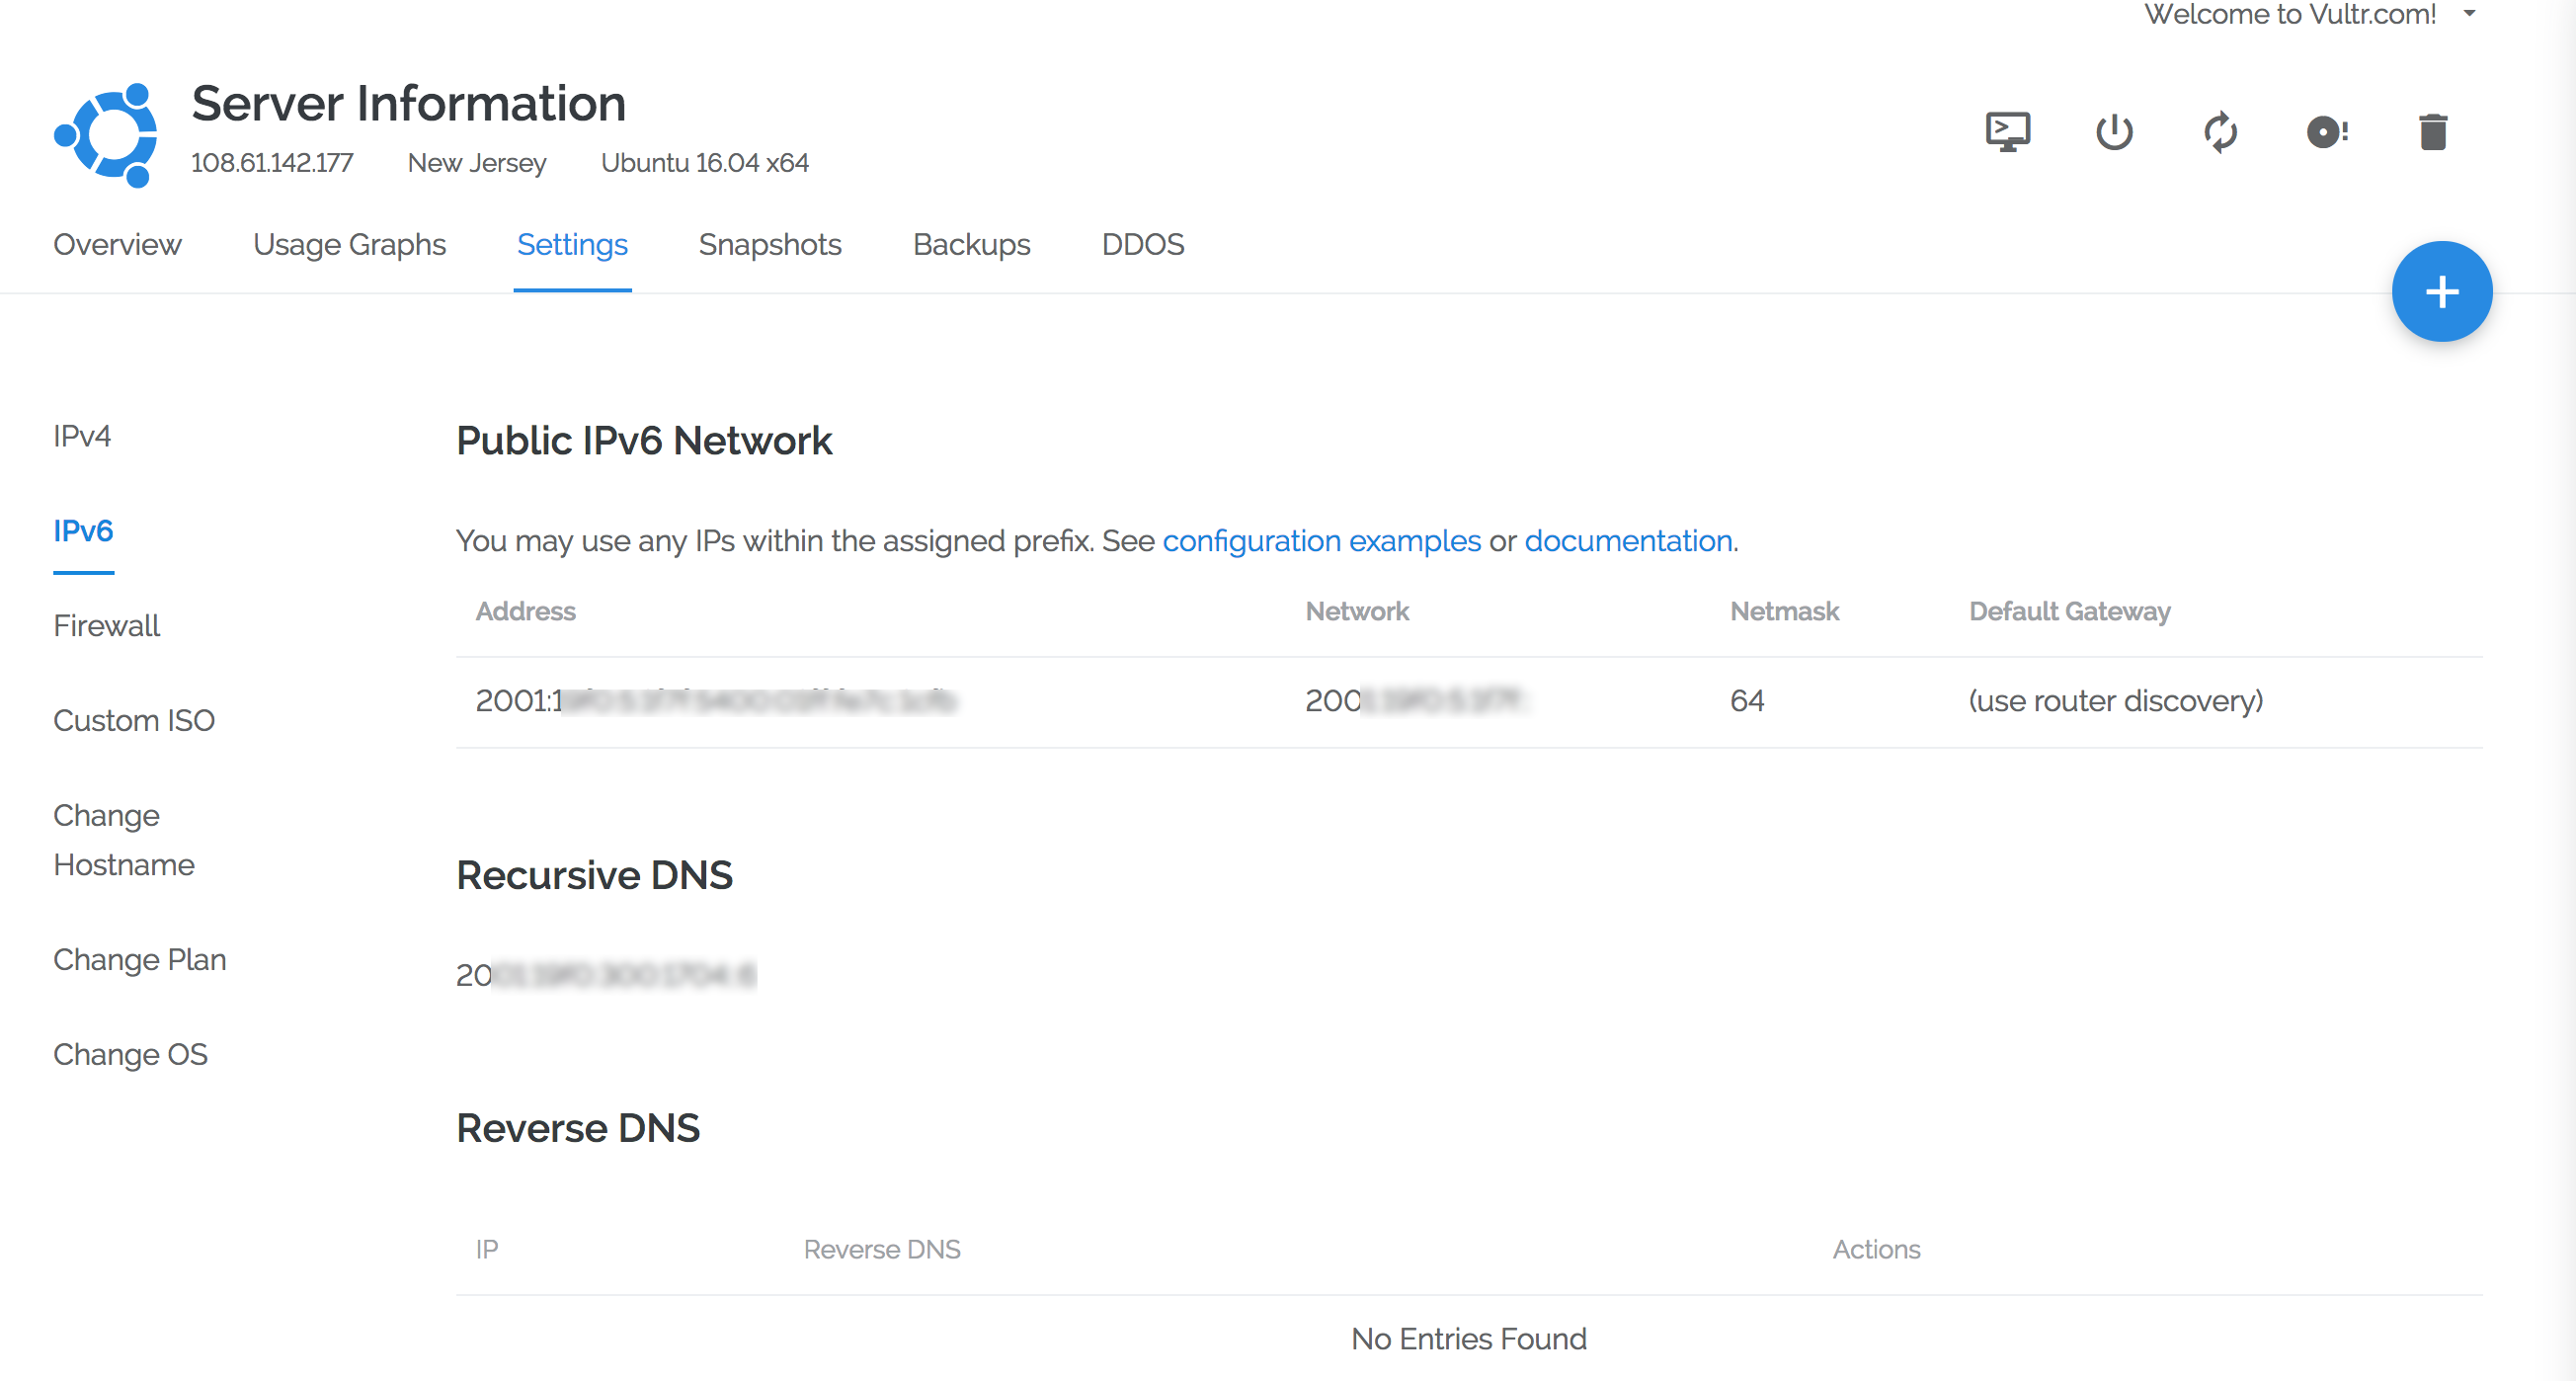 Welcome to Vultr.com!
Server Information
108.61.142.177 New Jersey Ubuntu 16.04 x64
Overview Usage Graphs Settings Snapshots Backups DDOS
IPv4
IPv6
Firewall
Custom ISO
Change
Hostname
Change Plan
Change OS
Public IPv6 Network
You may use any IPs within the assigned prefix. See configuration examples or documentation.
Address Network Netmask Default Gateway
2001:1 200 64 (use router discovery)
Recursive DNS
20
Reverse DNS
IP Reverse DNS Actions
No Entries Found